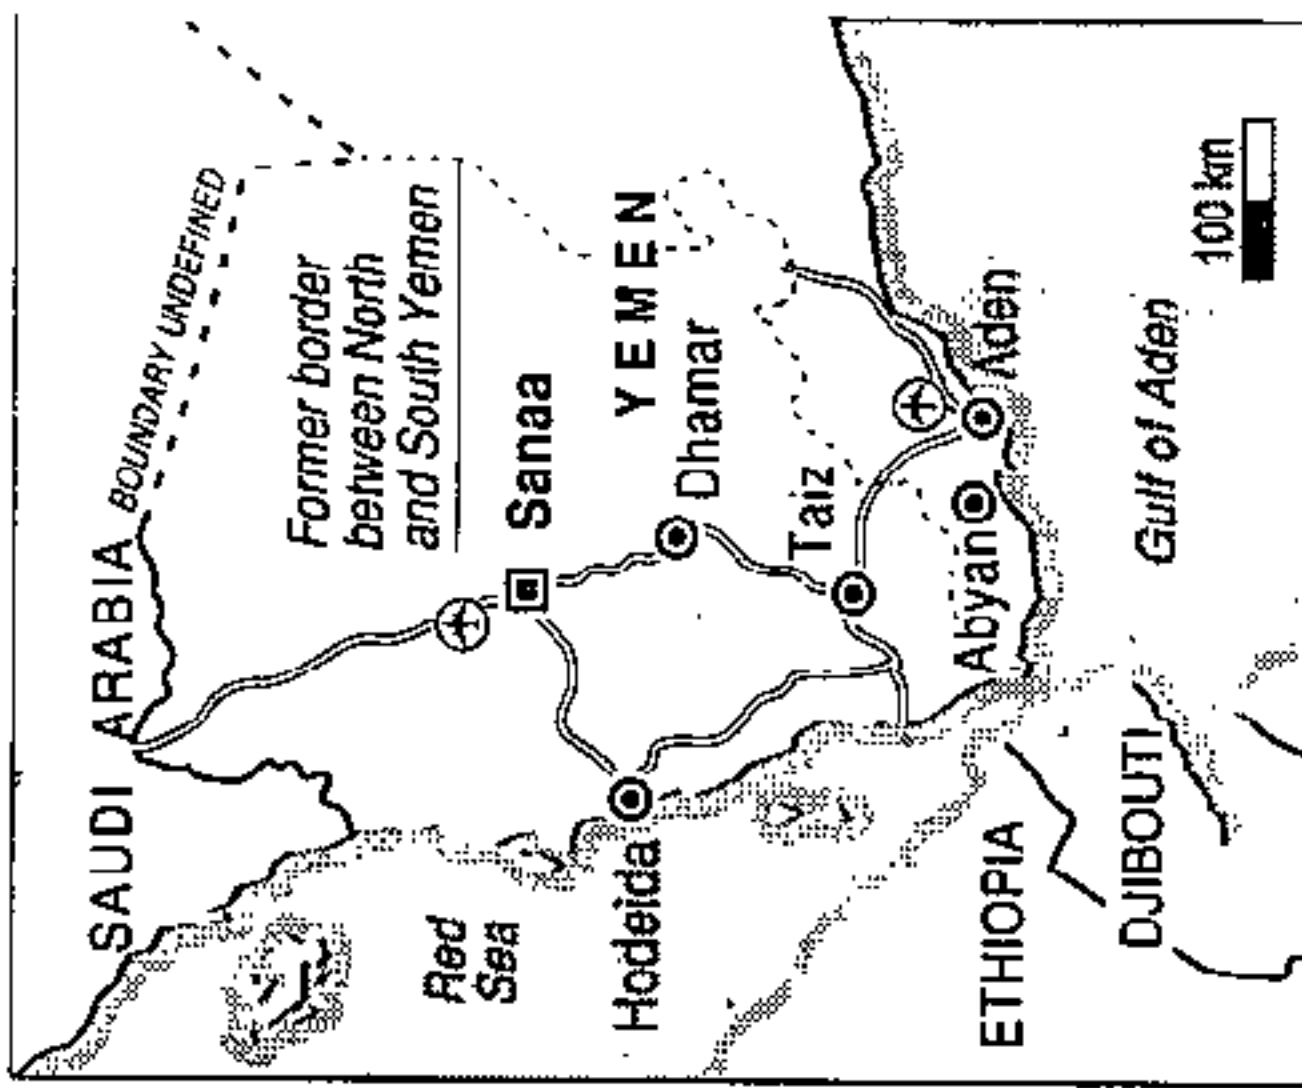 SAUDI ARABIA
BOUNDARY UNDEFINED
Former border
between North
and South Yemen
Red
Sea
Sanaa
YEMEN
Hodeida
Dhamar
Taiz
Abyan
Aden
ETHIOPIA
DJIBOUTI
Gulf of Aden
100 km